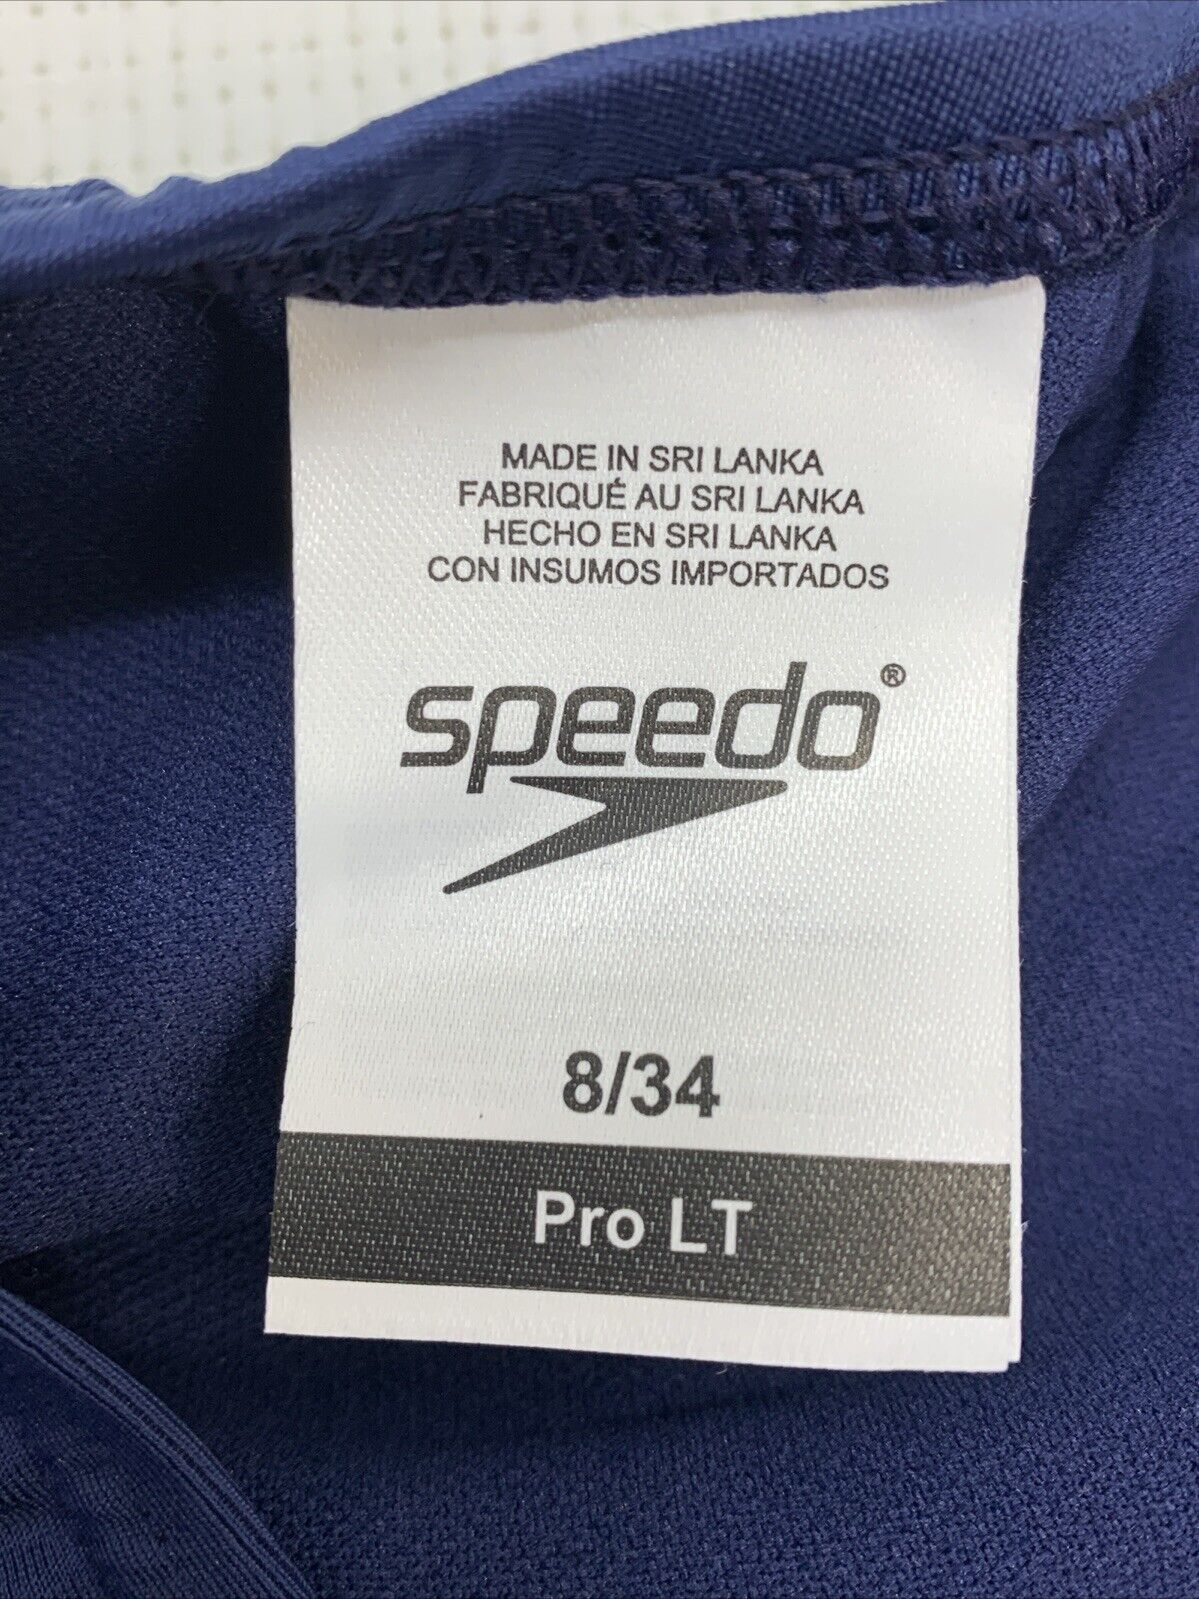 MADE IN SRI LANKA
FABRIQUÉ AU SRI LANKA
HECHO EN SRI LANKA
CON INSUMOS IMPORTADOS
speedo®
8/34
Pro LT